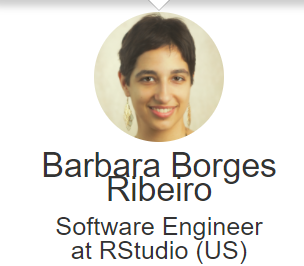 Barbara Borges
Ribeiro
Software Engineer
at RStudio (US)